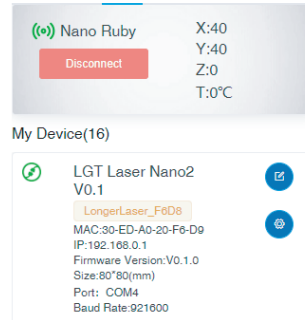 Nano Ruby
X:40
Y:40
Z:0
T:0°C
Disconnect
My Device(16)
LGT Laser Nano2
V0.1
LongerLaser_F6D8
MAC:30-ED-A0-20-F6-D9
IP:192.168.0.1
Firmware Version:V0.1.0
Size:80*80(mm)
Port: COM4
Baud Rate:921600